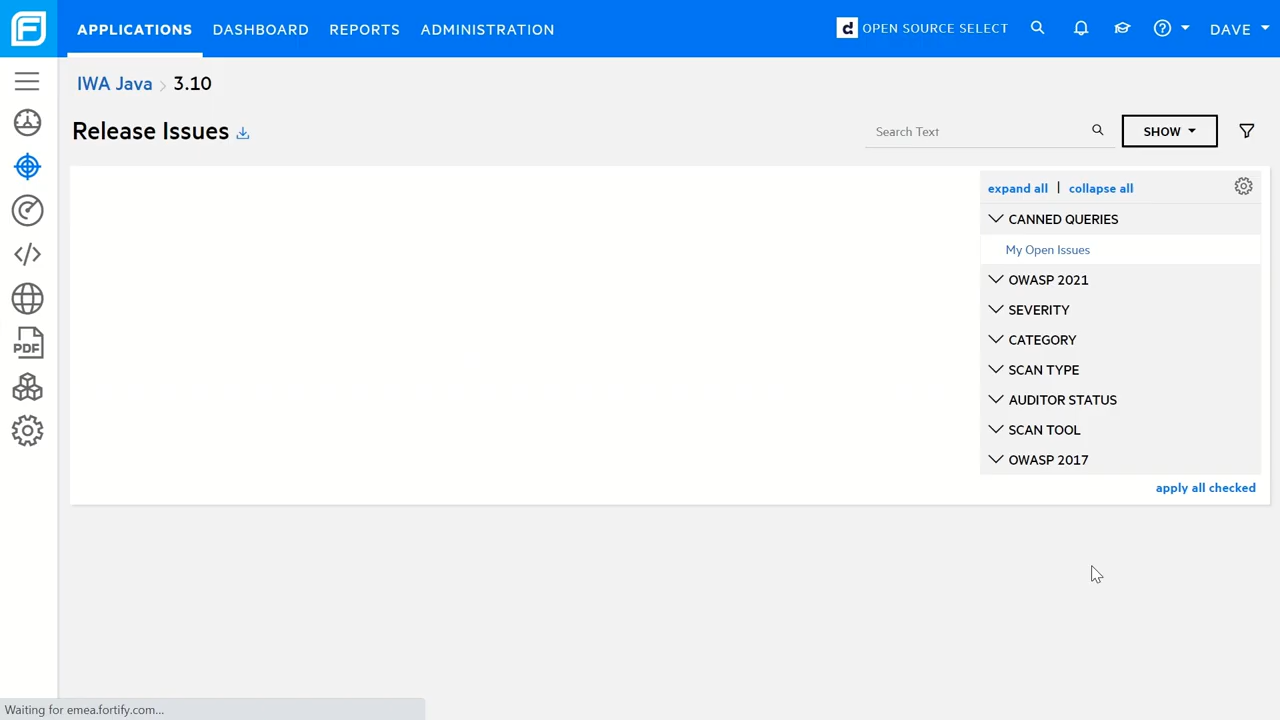 APPLICATIONS DASHBOARD REPORTS ADMINISTRATION d OPEN SOURCE SELECT DAVE
IWA Java > 3.10
Release Issues
Search Text
SHOW
expand all | collapse all
CANNED QUERIES
My Open Issues
OWASP 2021
SEVERITY
CATEGORY
SCAN TYPE
AUDITOR STATUS
SCAN TOOL
OWASP 2017
apply all checked
PDF
Waiting for emea.fortify.com...